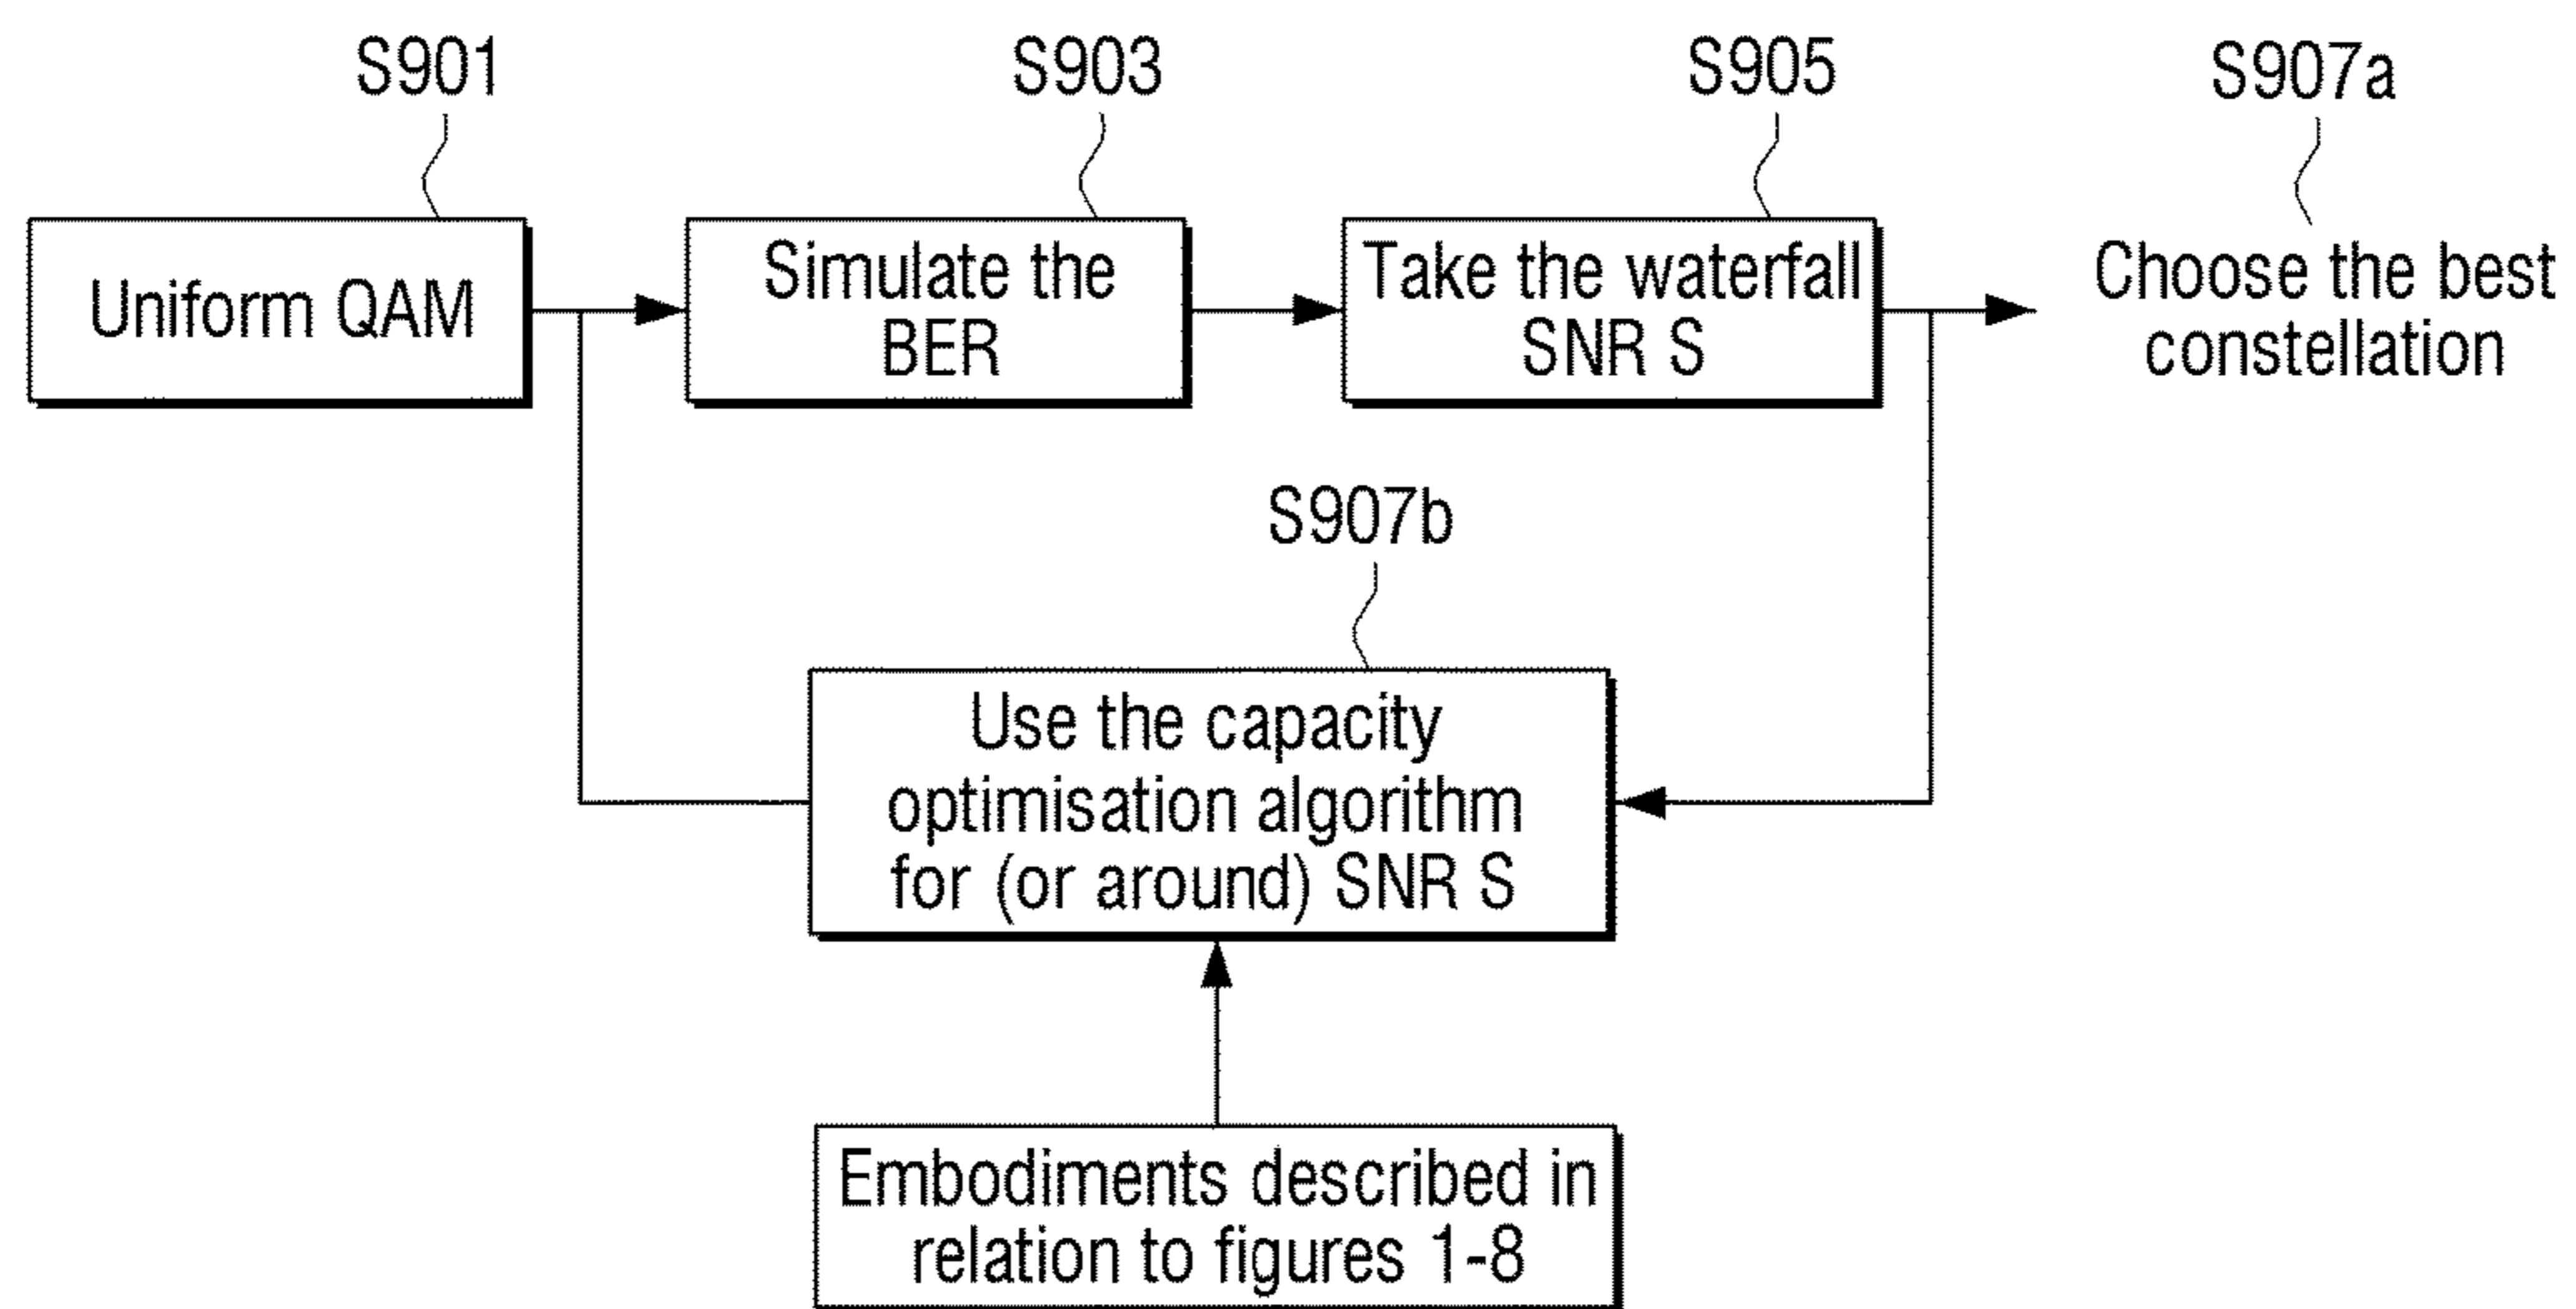 S901
S903
S905
S907a
Uniform QAM
Simulate the
BER
Take the waterfall
SNR S
Choose the best
constellation
S907b
Use the capacity
optimisation algorithm
for (or around) SNR S
Embodiments described in
relation to figures 1-8